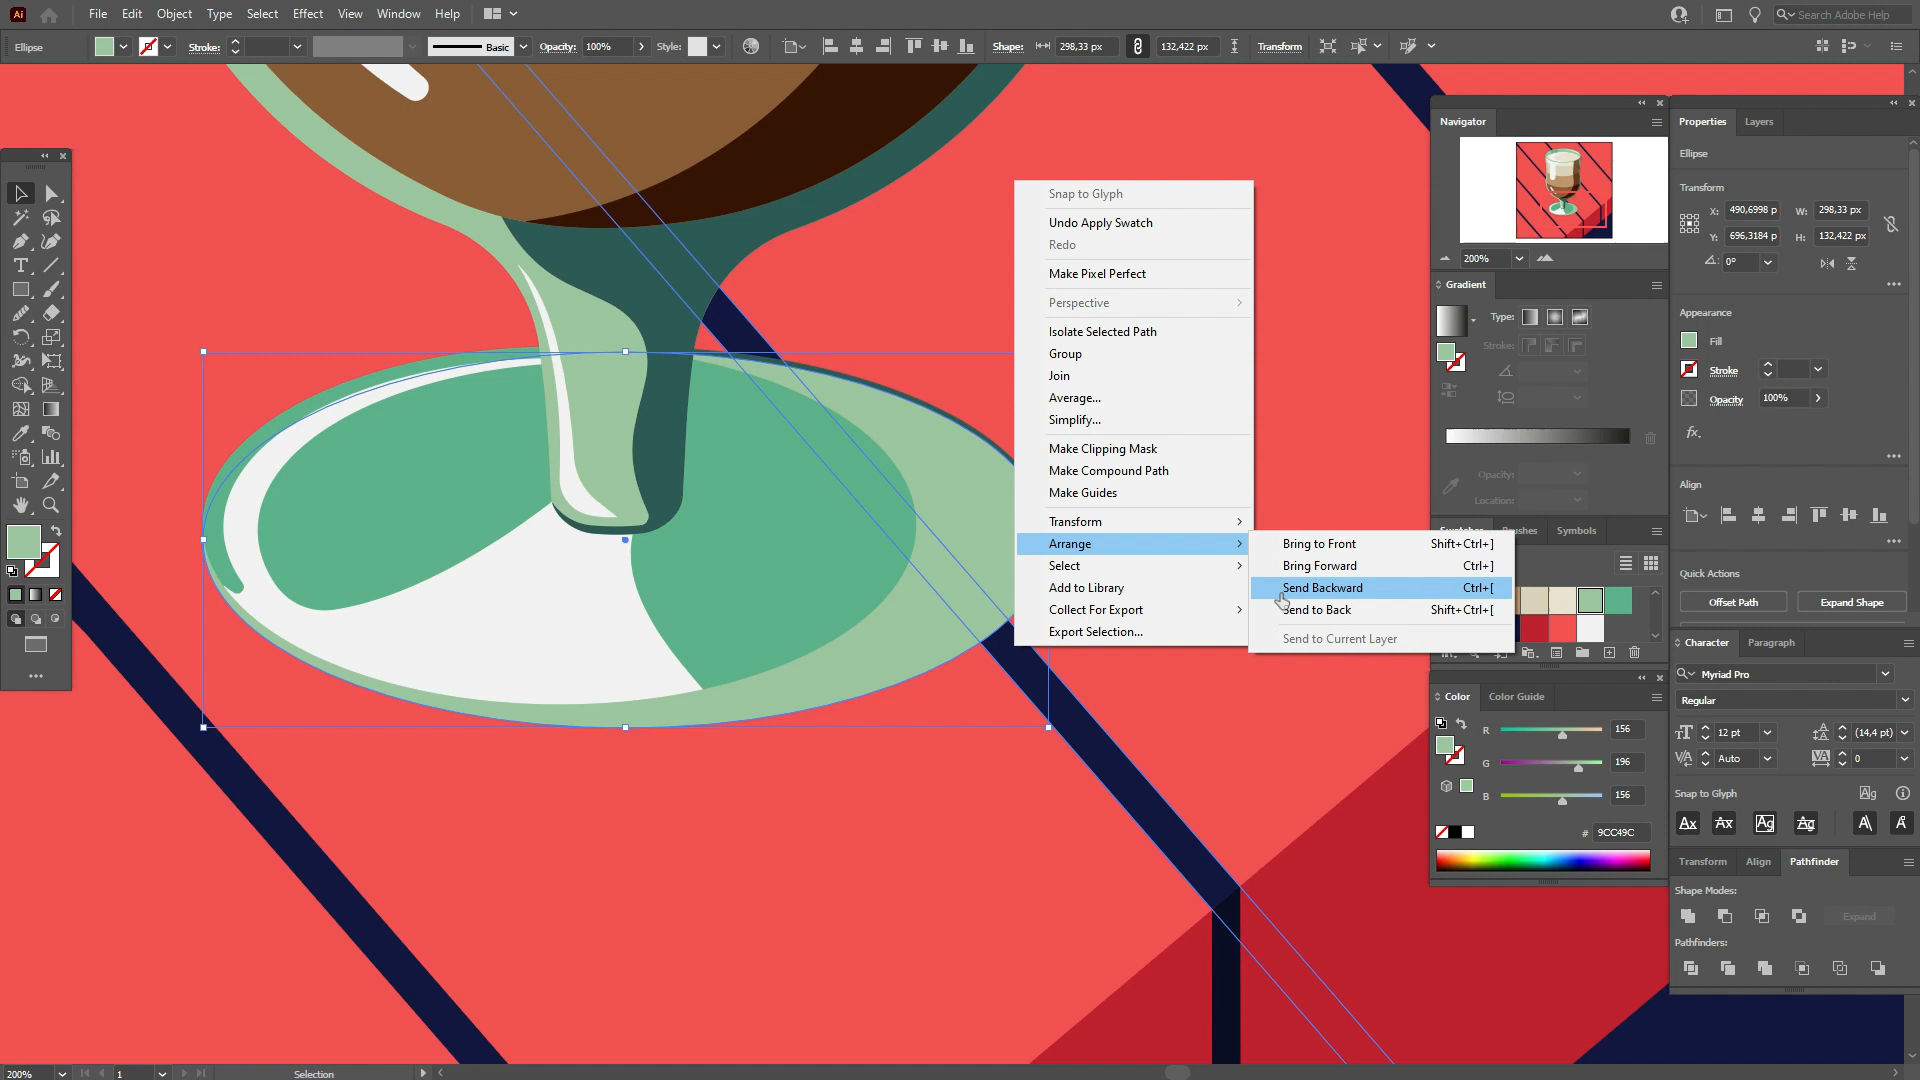 Ai File Edit Object Type Select Effect View Window Help Search Adobe Help
Ellipse Stroke: Basic Opacity: 100% Style: Shape: 298,33 px 132,422 px Transform
Navigator
200%
Gradient
Type:
Stroke:
Opacity:
Location:
Brushes Symbols
Color Color Guide
R 156
G 196
B 156
# 9CC49C
Properties Layers
Ellipse
Transform
X: 490,6998 p W: 298,33 px
Y: 696,3184 p H: 132,422 px
0°
Appearance
Fill
Stroke
Opacity 100%
fx.
Align
Quick Actions
Offset Path Expand Shape
Character Paragraph
Myriad Pro
Regular
12 pt (14,4 pt)
Auto 0
Snap to Glyph
Transform Align Pathfinder
Shape Modes:
Expand
Pathfinders:
Snap to Glyph
Undo Apply Swatch
Redo
Make Pixel Perfect
Perspective
Isolate Selected Path
Group
Join
Average...
Simplify...
Make Clipping Mask
Make Compound Path
Make Guides
Transform
Arrange
Select
Add to Library
Collect For Export
Export Selection...
Bring to Front Shift+Ctrl+]
Bring Forward Ctrl+]
Send Backward Ctrl+[
Send to Back Shift+Ctrl+[
Send to Current Layer
200% 1 Selection